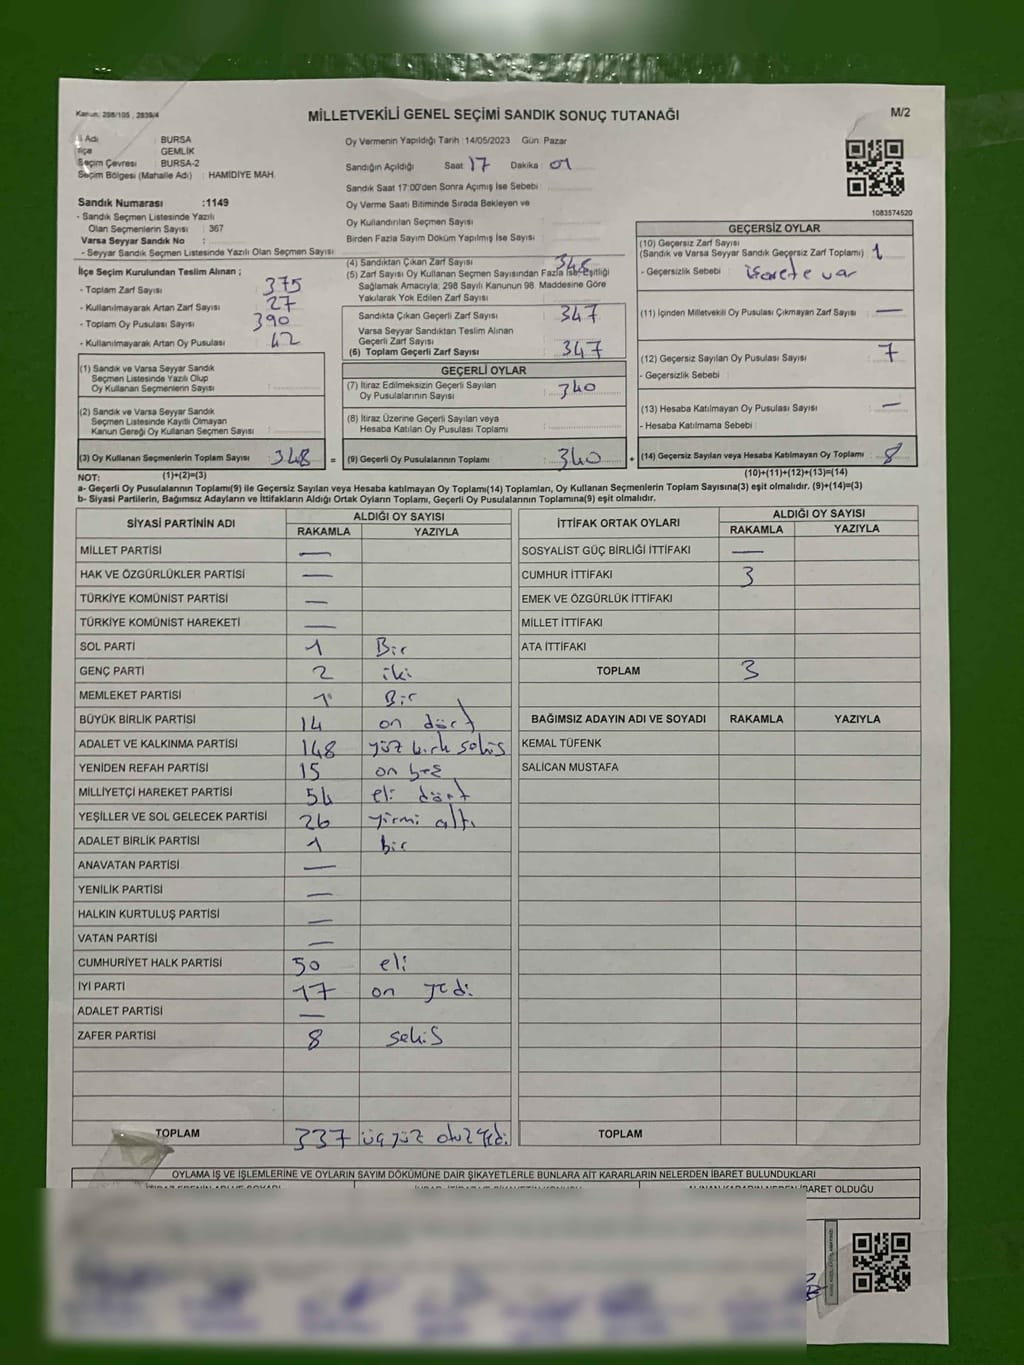 Kanun: 298/105, 2839/4
MİLLETVEKİLİ GENEL SEÇİMİ SANDIK SONUÇ TUTANAĞI
M/2
İl Adı : BURSA
İlçe : GEMLİK
Seçim Çevresi : BURSA-2
Seçim Bölgesi (Mahalle Adı) : HAMİDİYE MAH.
Sandık Numarası :1149
- Sandık Seçmen Listesinde Yazılı
Olan Seçmenlerin Sayısı : 367
Varsa Seyyar Sandık No :
- Seyyar Sandık Seçmen Listesinde Yazılı Olan Seçmen Sayısı :
Oy Vermenin Yapıldığı Tarih :14/05/2023 Gün: Pazar
Sandığın Açıldığı Saat 17 Dakika : 01
Sandık Saat 17:00'den Sonra Açımış İse Sebebi :
Oy Verme Saati Bitiminde Sırada Bekleyen ve
Oy Kullandırılan Seçmen Sayısı :
Birden Fazla Sayım Döküm Yapılmış İse Sayısı :
1083574520
İlçe Seçim Kurulundan Teslim Alınan ;
- Toplam Zarf Sayısı : 375
- Kullanılmayarak Artan Zarf Sayısı : 27
- Toplam Oy Pusulası Sayısı : 390
- Kullanılmayarak Artan Oy Pusulası : 42
(1) Sandık ve Varsa Seyyar Sandık
Seçmen Listesinde Yazılı Olup
Oy Kullanan Seçmenlerin Sayısı :
(2) Sandık ve Varsa Seyyar Sandık
Seçmen Listesinde Kayıtlı Olmayan
Kanun Gereği Oy Kullanan Seçmen Sayısı :
(3) Oy Kullanan Seçmenlerin Toplam Sayısı : 348 =
(4) Sandıktan Çıkan Zarf Sayısı : 348
(5) Zarf Sayısı Oy Kullanan Seçmen Sayısından Fazla İse, Eşitliği
Sağlamak Amacıyla, 298 Sayılı Kanunun 98. Maddesine Göre
Yakılarak Yok Edilen Zarf Sayısı :
Sandıkta Çıkan Geçerli Zarf Sayısı : 347
Varsa Seyyar Sandıktan Teslim Alınan
Geçerli Zarf Sayısı :
(6) Toplam Geçerli Zarf Sayısı : 347
GEÇERLİ OYLAR
(7) İtiraz Edilmeksizin Geçerli Sayılan
Oy Pusulalarının Sayısı : 340
(8) İtiraz Üzerine Geçerli Sayılan veya
Hesaba Katılan Oy Pusulası Toplamı :
(9) Geçerli Oy Pusulalarının Toplamı : 340 +
GEÇERSİZ OYLAR
(10) Geçersiz Zarf Sayısı
(Sandık ve Varsa Seyyar Sandık Geçersiz Zarf Toplamı) : 1
- Geçersizlik Sebebi : işarete var
(11) İçinden Milletvekili Oy Pusulası Çıkmayan Zarf Sayısı : —
(12) Geçersiz Sayılan Oy Pusulası Sayısı : 7
- Geçersizlik Sebebi :
(13) Hesaba Katılmayan Oy Pusulası Sayısı : —
- Hesaba Katılmama Sebebi :
(14) Geçersiz Sayılan veya Hesaba Katılmayan Oy Toplamı : 8
NOT: (1)+(2)=(3) (10)+(11)+(12)+(13)=(14)
a- Geçerli Oy Pusulalarının Toplamı(9) ile Geçersiz Sayılan veya Hesaba katılmayan Oy Toplamı(14) Toplamları, Oy Kullanan Seçmenlerin Toplam Sayısına(3) eşit olmalıdır. (9)+(14)=(3)
b- Siyasi Partilerin, Bağımsız Adayların ve İttifakların Aldığı Ortak Oyların Toplamı, Geçerli Oy Pusulalarının Toplamına(9) eşit olmalıdır.
SİYASİ PARTİNİN ADI ALDIĞI OY SAYISI
RAKAMLA YAZIYLA
MİLLET PARTİSİ —
HAK VE ÖZGÜRLÜKLER PARTİSİ —
TÜRKİYE KOMÜNİST PARTİSİ —
TÜRKİYE KOMÜNİST HAREKETİ —
SOL PARTİ 1 Bir
GENÇ PARTİ 2 iki
MEMLEKET PARTİSİ 1 Bir
BÜYÜK BİRLİK PARTİSİ 14 on dört
ADALET VE KALKINMA PARTİSİ 148 yüz kırk sekis
YENİDEN REFAH PARTİSİ 15 on beş
MİLLİYETÇİ HAREKET PARTİSİ 54 eli dört
YEŞİLLER VE SOL GELECEK PARTİSİ 26 yirmi altı
ADALET BİRLİK PARTİSİ 1 bir
ANAVATAN PARTİSİ —
YENİLİK PARTİSİ —
HALKIN KURTULUŞ PARTİSİ —
VATAN PARTİSİ —
CUMHURİYET HALK PARTİSİ 50 eli
İYİ PARTİ 17 on yedi
ADALET PARTİSİ —
ZAFER PARTİSİ 8 sekis
TOPLAM 337 üç yüz otuz yedi
İTTİFAK ORTAK OYLARI ALDIĞI OY SAYISI
RAKAMLA YAZIYLA
SOSYALİST GÜÇ BİRLİĞİ İTTİFAKI —
CUMHUR İTTİFAKI 3
EMEK VE ÖZGÜRLÜK İTTİFAKI
MİLLET İTTİFAKI
ATA İTTİFAKI
TOPLAM 3
BAĞIMSIZ ADAYIN ADI VE SOYADI RAKAMLA YAZIYLA
KEMAL TÜFENK
SALİCAN MUSTAFA
TOPLAM
OYLAMA İŞ VE İŞLEMLERİNE VE OYLARIN SAYIM DÖKÜMÜNE DAİR ŞİKAYETLERLE BUNLARA AİT KARARLARIN NELERDEN İBARET BULUNDUKLARI
İBARET OLDUĞU